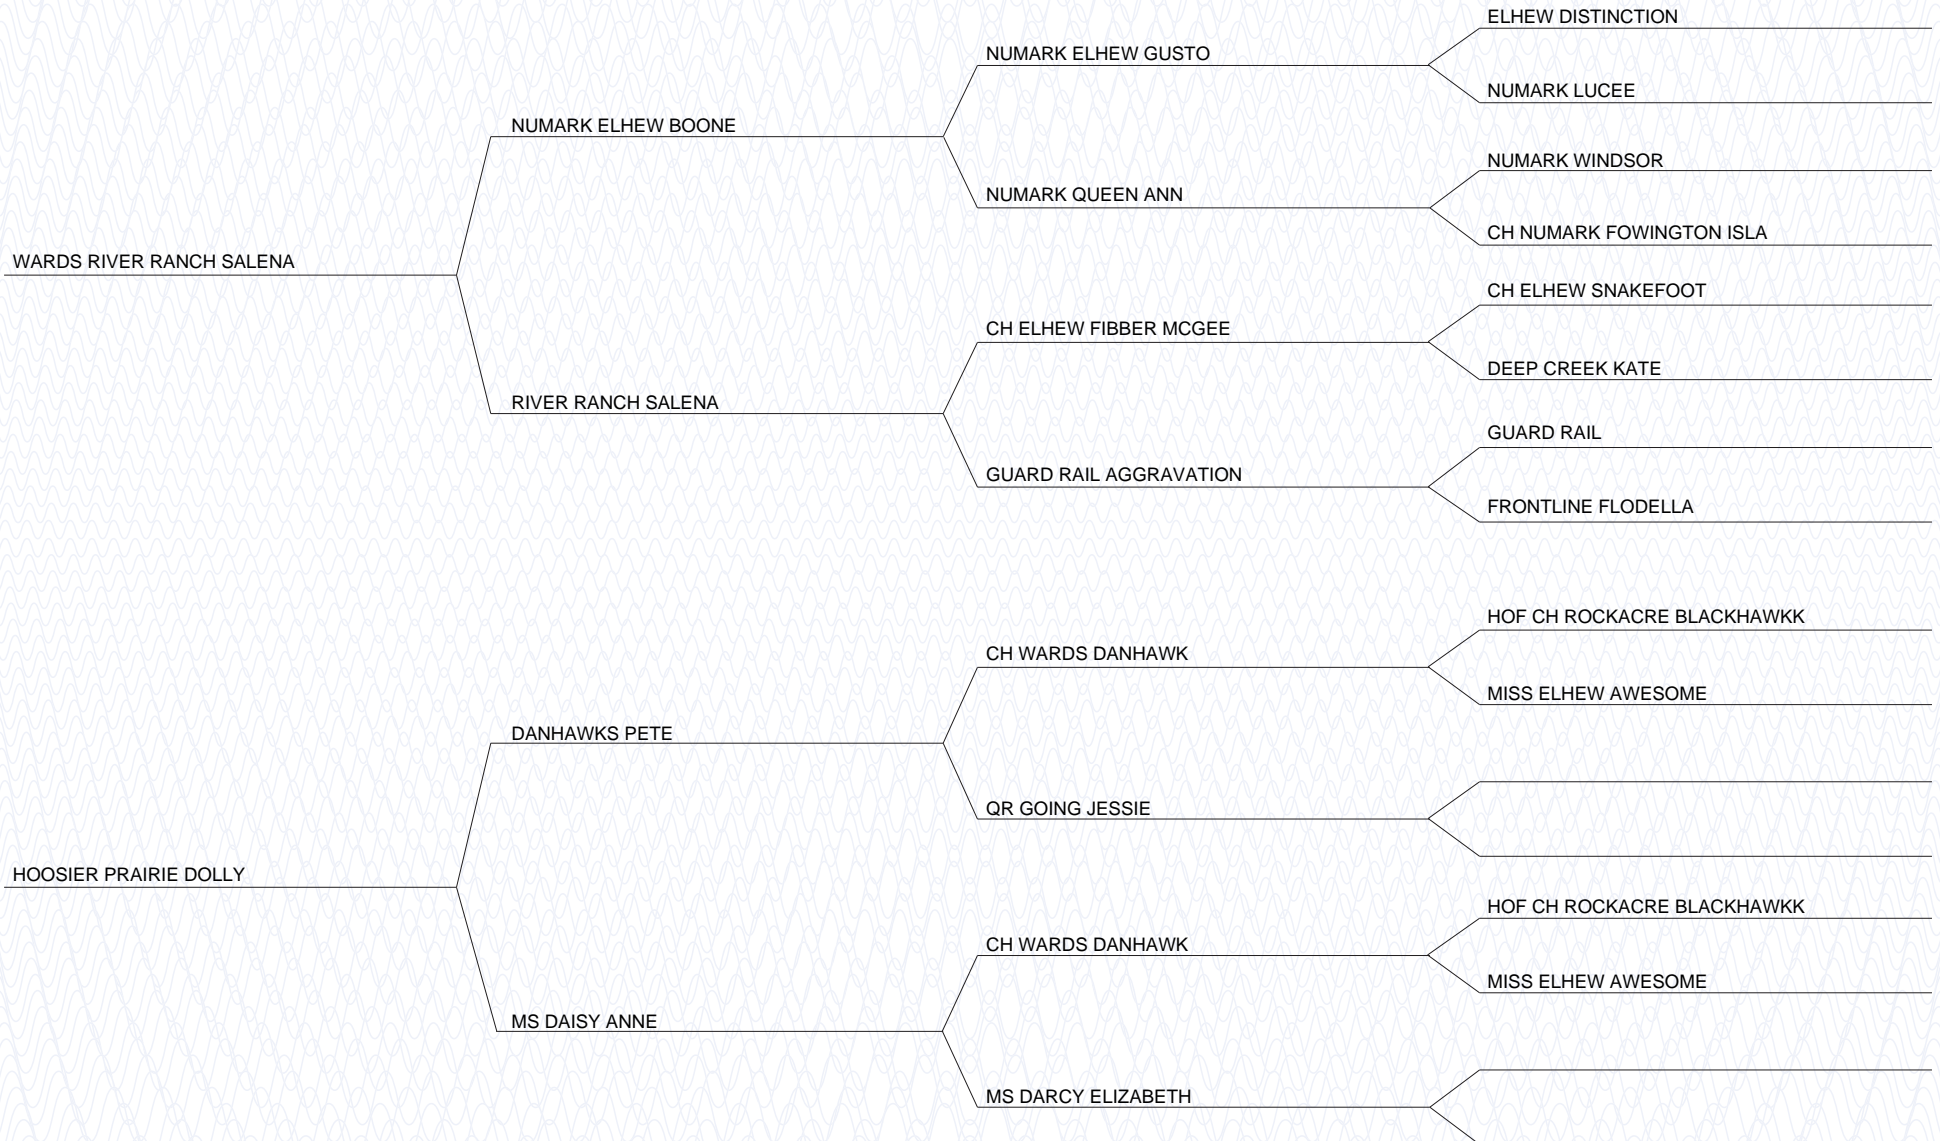 ELHEW DISTINCTION
NUMARK ELHEW GUSTO
NUMARK LUCEE
NUMARK ELHEW BOONE
NUMARK WINDSOR
NUMARK QUEEN ANN
CH NUMARK FOWINGTON ISLA
WARDS RIVER RANCH SALENA
CH ELHEW SNAKEFOOT
CH ELHEW FIBBER MCGEE
DEEP CREEK KATE
RIVER RANCH SALENA
GUARD RAIL
GUARD RAIL AGGRAVATION
FRONTLINE FLODELLA
HOF CH ROCKACRE BLACKHAWKK
CH WARDS DANHAWK
MISS ELHEW AWESOME
DANHAWKS PETE
QR GOING JESSIE
HOOSIER PRAIRIE DOLLY
HOF CH ROCKACRE BLACKHAWKK
CH WARDS DANHAWK
MISS ELHEW AWESOME
MS DAISY ANNE
MS DARCY ELIZABETH